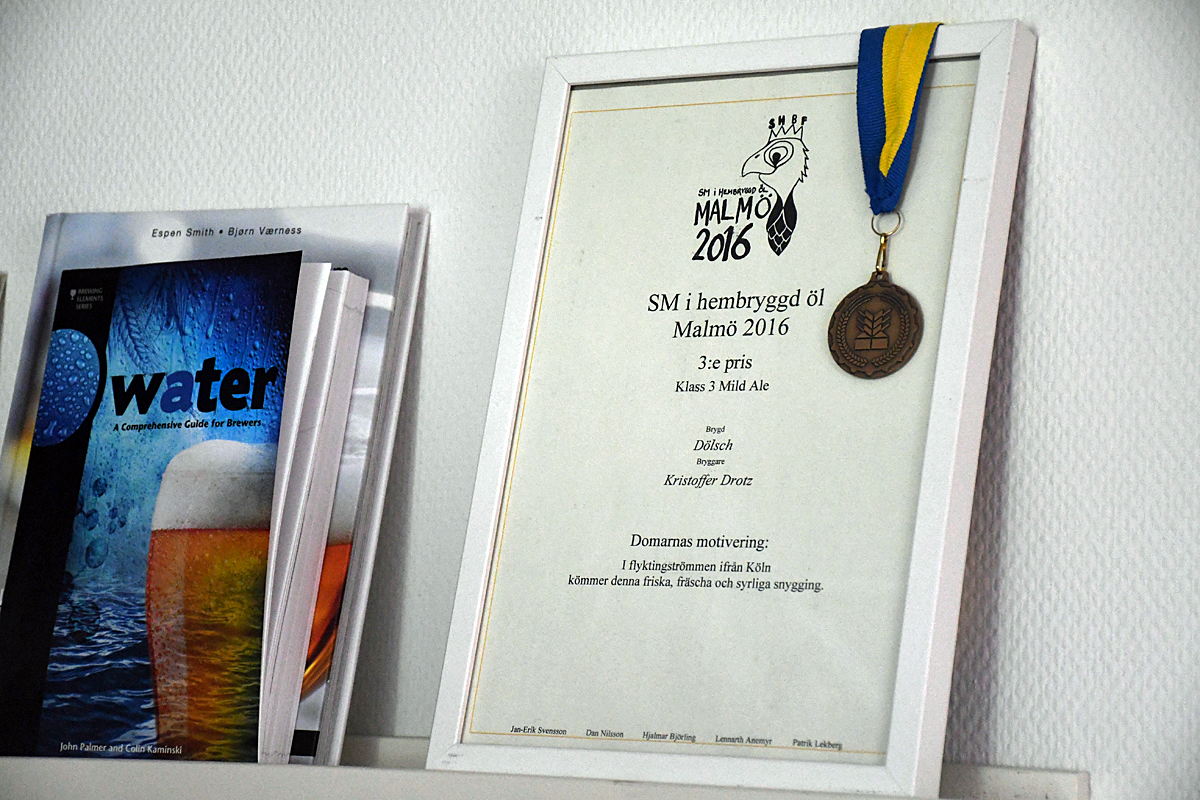 Espen Smith • Bjørn Værness
BREWING
ELEMENTS
SERIES
water
A Comprehensive Guide for Brewers
John Palmer and Colin Kaminski
SHBF
SM i HEMBRYGGD ÖL
MALMÖ
2016
SM i hembryggd öl
Malmö 2016
3:e pris
Klass 3 Mild Ale
Brygd
Dölsch
Bryggare
Kristoffer Drotz
Domarnas motivering:
I flyktingströmmen ifrån Köln
kömmer denna friska, fräscha och syrliga snygging.
Jan-Erik Svensson Dan Nilsson Hjalmar Björling Lennarth Anemyr Patrik Lekberg